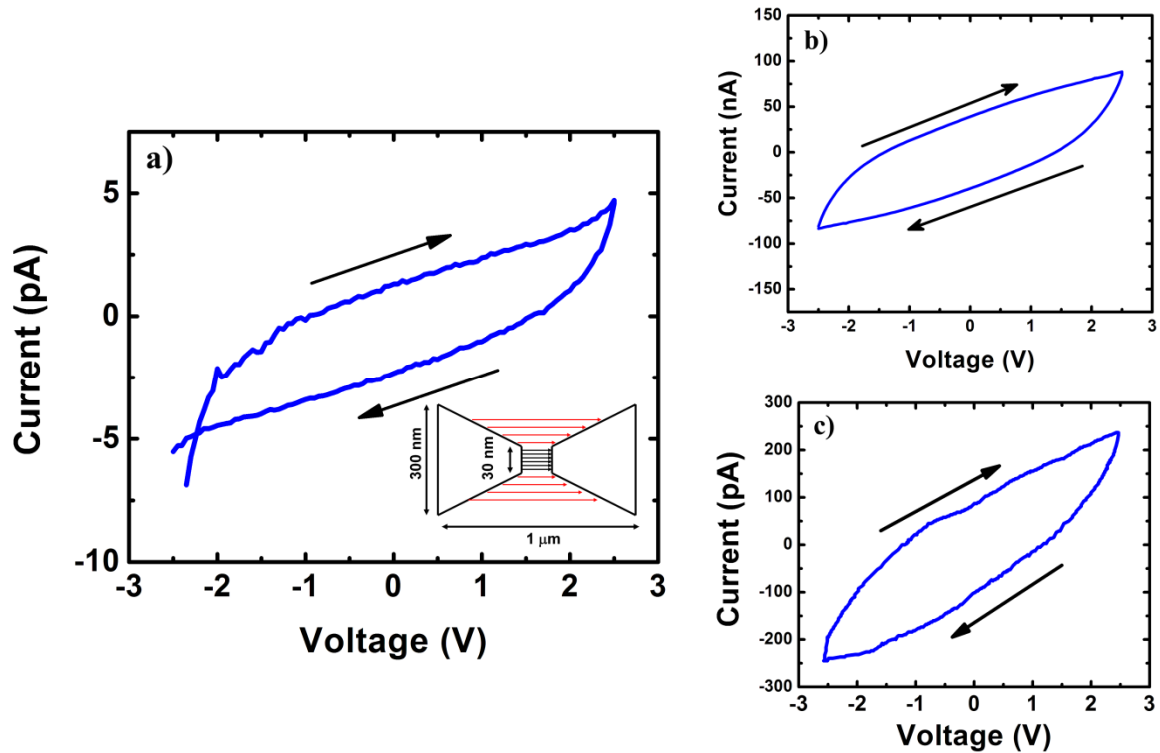 a)
Current (pA)
5
0
-5
-10
-3 -2 -1 0 1 2 3
Voltage (V)
300 nm
30 nm
1 μm
b)
Current (nA)
150
100
50
0
-50
-100
-150
-3 -2 -1 0 1 2 3
Voltage (V)
c)
Current (pA)
300
200
100
0
-100
-200
-300
-3 -2 -1 0 1 2 3
Voltage (V)